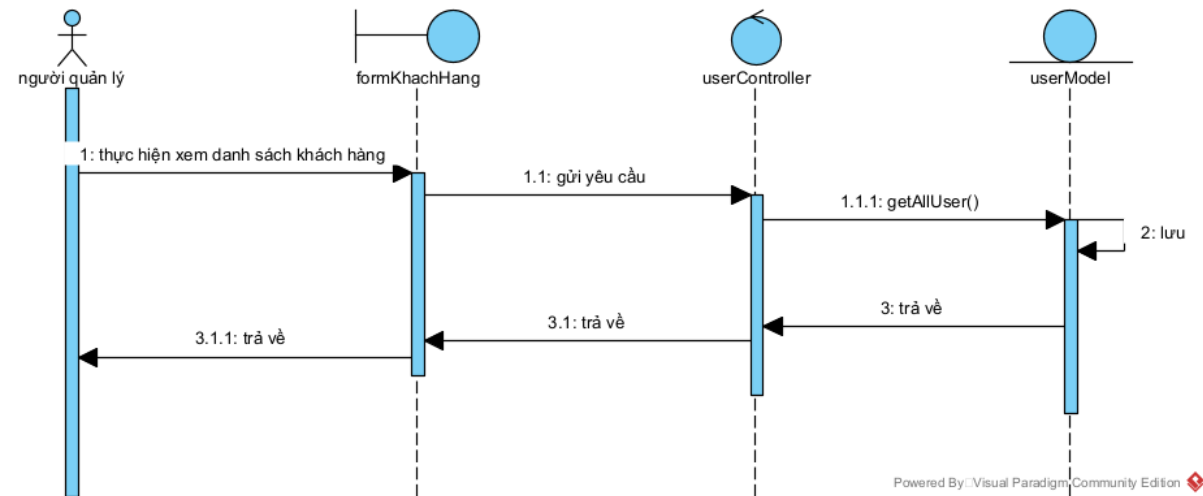 người quản lý
formKhachHang
userController
userModel
1: thực hiện xem danh sách khách hàng
1.1: gửi yêu cầu
1.1.1: getAllUser()
2: lưu
3: trả về
3.1: trả về
3.1.1: trả về
Powered By Visual Paradigm Community Edition